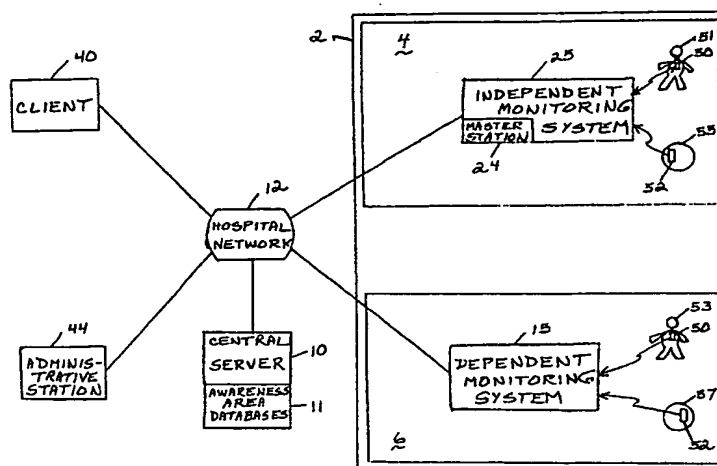 40
CLIENT
12
HOSPITAL
NETWORK
44
ADMINIS-
TRATIVE
STATION
CENTRAL
SERVER
10
AWARENESS
AREA
DATABASES
11
2
4
25
INDEPENDENT
MONITORING
SYSTEM
MASTER
STATION
24
51
50
55
52
15
DEPENDENT
MONITORING
SYSTEM
53
50
57
52
6